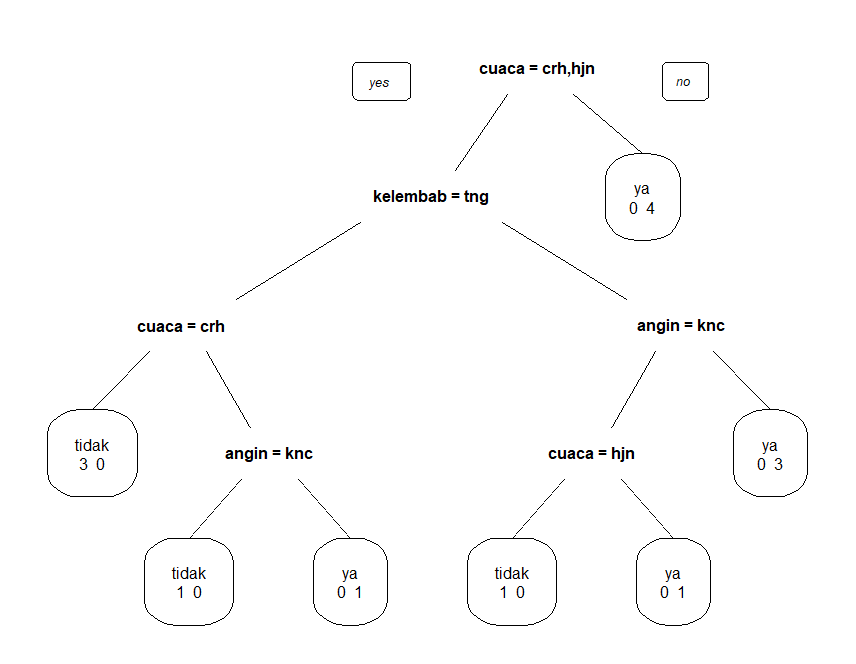 yes
cuaca = crh,hjn
no
kelembab = tng
ya
0 4
cuaca = crh
angin = knc
tidak
3 0
angin = knc
cuaca = hjn
ya
0 3
tidak
1 0
ya
0 1
tidak
1 0
ya
0 1